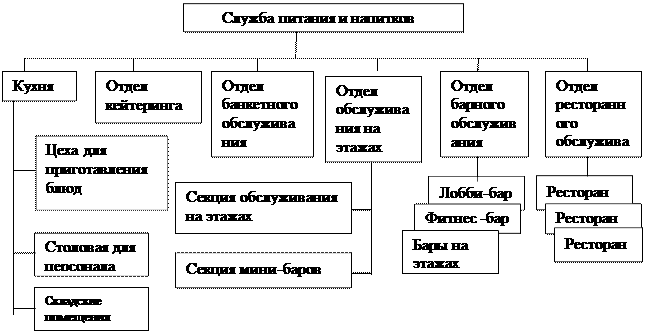 Служба питания и напитков
Кухня
Отдел
кейтеринга
Отдел
банкетного
обслужива
ния
Отдел
обслужива
ния на
этажах
Отдел
барного
обслужив
ания
Отдел
ресторанн
ого
обслужива
Цеха для
приготавления
блюд
Столовая для
персонала
Складские
помещения
Секция обслуживания
на этажах
Секция мини-баров
Лобби-бар
Фитнес -бар
Бары на
этажах
Ресторан
Ресторан
Ресторан